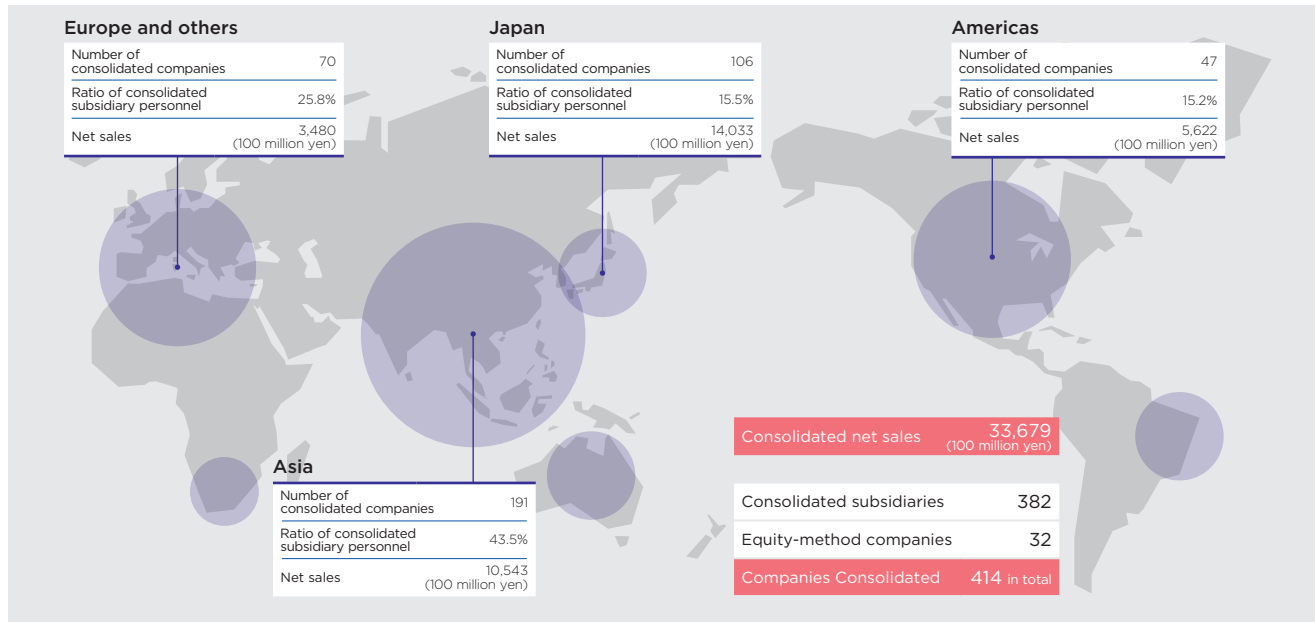 Europe and others
Number of
consolidated companies 70
Ratio of consolidated
subsidiary personnel 25.8%
Net sales 3,480
(100 million yen)
Japan
Number of
consolidated companies 106
Ratio of consolidated
subsidiary personnel 15.5%
Net sales 14,033
(100 million yen)
Americas
Number of
consolidated companies 47
Ratio of consolidated
subsidiary personnel 15.2%
Net sales 5,622
(100 million yen)
Asia
Number of
consolidated companies 191
Ratio of consolidated
subsidiary personnel 43.5%
Net sales 10,543
(100 million yen)
Consolidated net sales 33,679
(100 million yen)
Consolidated subsidiaries 382
Equity-method companies 32
Companies Consolidated 414 in total